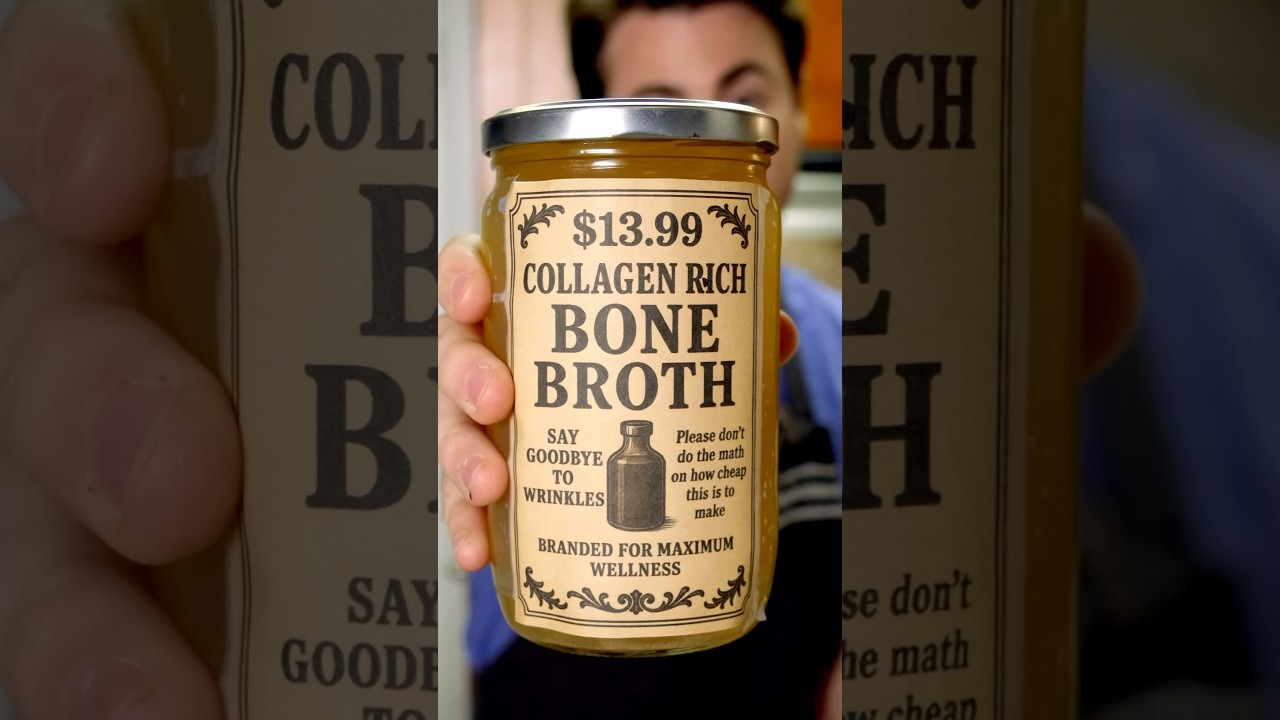 $13.99
COLLAGEN RICH
BONE
BROTH
SAY
GOODBYE
TO
WRINKLES
Please don't
do the math
on how cheap
this is to
make
BRANDED FOR MAXIMUM
WELLNESS